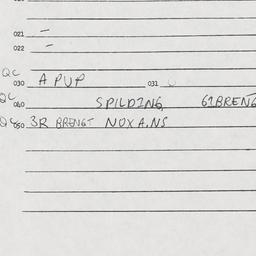 021 –
022 –
QC 030 A PUP 031
QC 040 SPILDING, 61BRENG
QC 050 3R BRENGT NOXA.NS